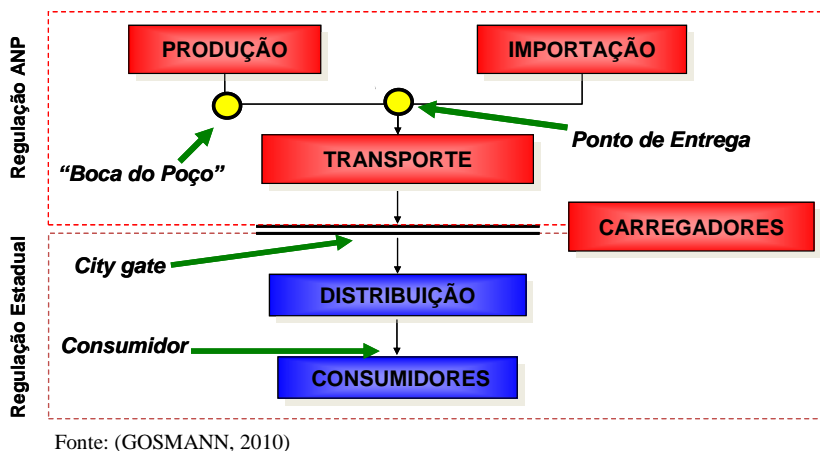 Regulação ANP
PRODUÇÃO
IMPORTAÇÃO
“Boca do Poço”
Ponto de Entrega
TRANSPORTE
CARREGADORES
Regulação Estadual
City gate
DISTRIBUIÇÃO
Consumidor
CONSUMIDORES
Fonte: (GOSMANN, 2010)